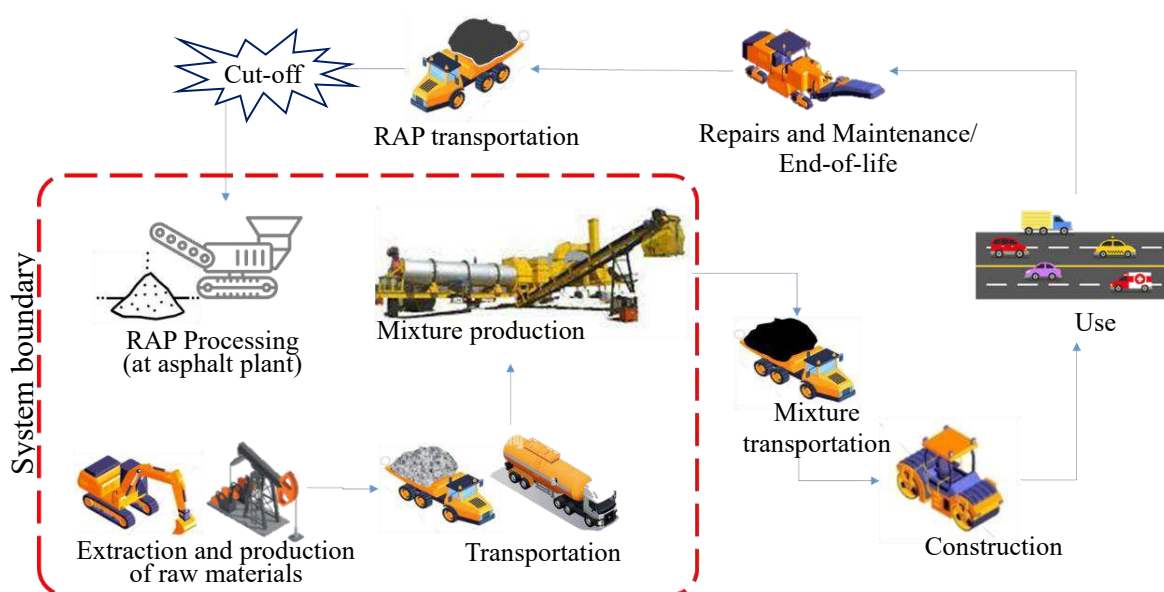 Cut-off
RAP transportation
Repairs and Maintenance/
End-of-life
System boundary
RAP Processing
(at asphalt plant)
Mixture production
Use
Mixture
transportation
Extraction and production
of raw materials
Transportation
Construction